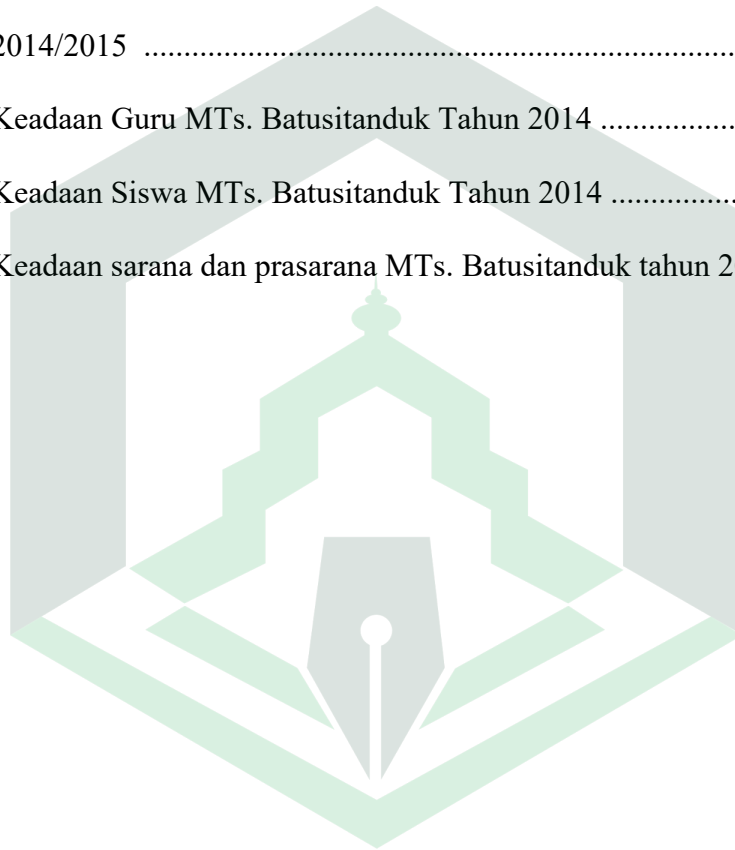 2014/2015 ........................................................................
Keadaan Guru MTs. Batusitanduk Tahun 2014 .................
Keadaan Siswa MTs. Batusitanduk Tahun 2014 ................
Keadaan sarana dan prasarana MTs. Batusitanduk tahun 2